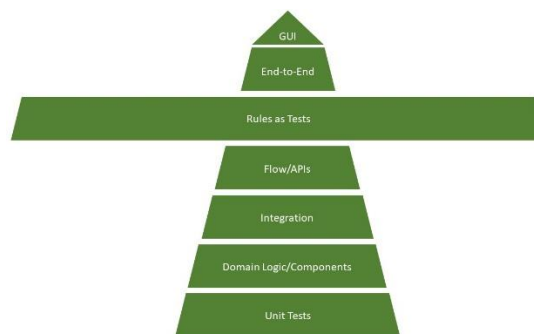 GUI
End-to-End
Rules as Tests
Flow/APIs
Integration
Domain Logic/Components
Unit Tests